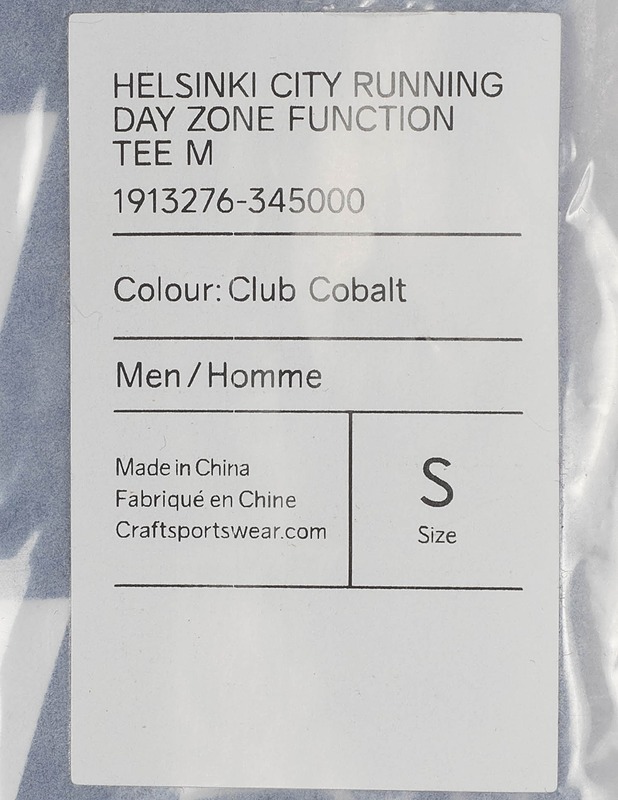 HELSINKI CITY RUNNING
DAY ZONE FUNCTION
TEE M
1913276-345000
Colour: Club Cobalt
Men / Homme
Made in China
Fabriqué en Chine
Craftsportswear.com
S
Size